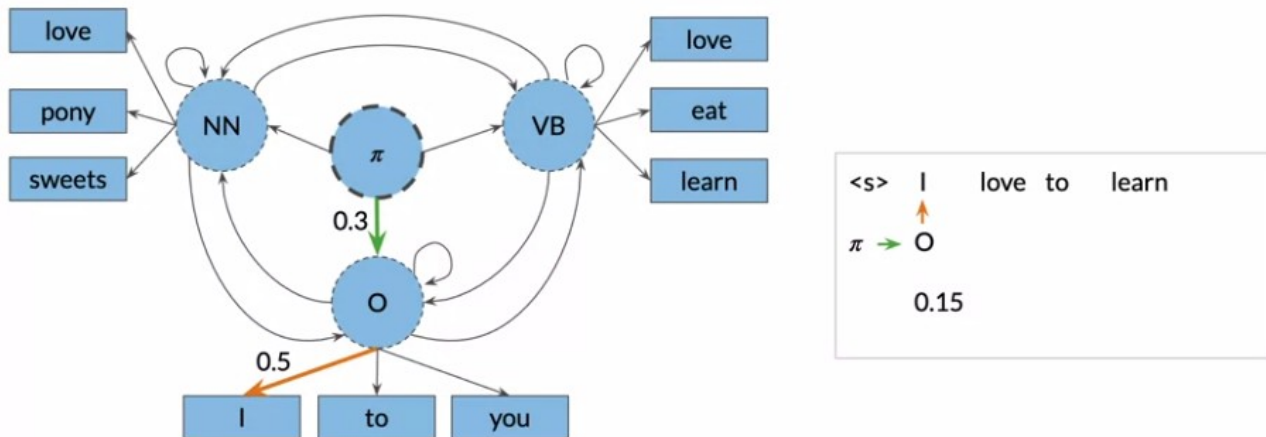 love
pony
sweets
NN
π
VB
love
eat
learn
0.3
O
0.5
I
to
you
<s> I love to learn
π O
0.15